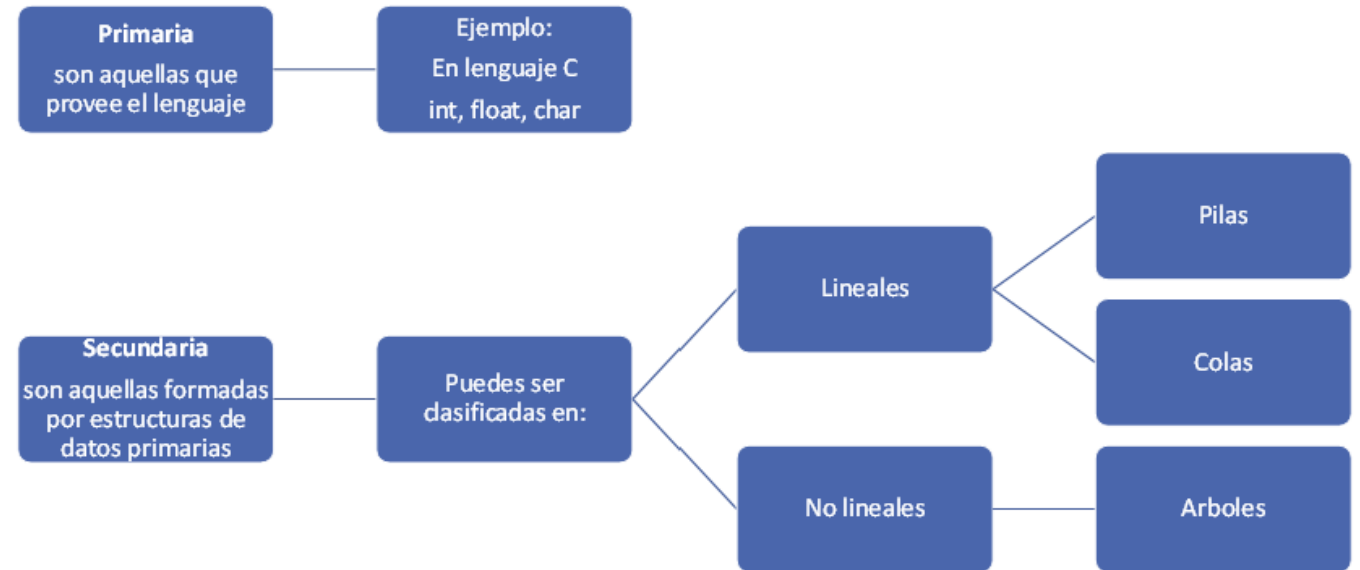 Primaria
son aquellas que
provee el lenguaje
Ejemplo:
En lenguaje C
int, float, char
Secundaria
son aquellas formadas
por estructuras de
datos primarias
Puedes ser
clasificadas en:
Lineales
Pilas
Colas
No lineales
Arboles